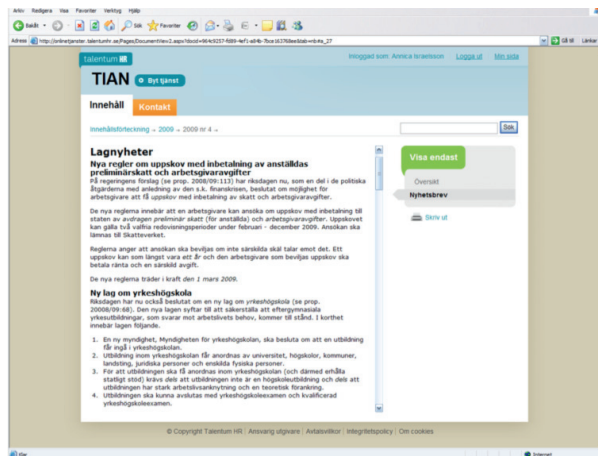 Arkiv Redigera Visa Favoriter Verktyg Hjälp
Bakåt Sök Favoriter
Adress http://onlinetjanster.talentumhr.se/Pages/DocumentView2.aspx Gå till Länkar
talentum HR Inloggad som: Annica Israelsson Logga ut Min sida
TIAN Byt tjänst
Innehåll Kontakt
Innehållsförteckning → 2009 → 2009 nr 4 → Sök
Lagnyheter
Nya regler om uppskov med inbetalning av anställdas
preliminärskatt och arbetsgivaravgifter
På regeringens förslag (se prop. 2008/09:113) har riksdagen nu, som en del i de politiska
åtgärderna med anledning av den s.k. finanskrisen, beslutat om möjlighet för
arbetsgivare att få uppskov med inbetalning av skatt och arbetsgivaravgifter.
De nya reglerna innebär att en arbetsgivare kan ansöka om uppskov med inbetalning till
staten av avdragen preliminär skatt (för anställda) och arbetsgivaravgifter. Uppskovet
kan gälla två valfria redovisningsperioder under februari - december 2009. Ansökan ska
lämnas till Skatteverket.
Reglerna anger att ansökan ska beviljas om inte särskilda skäl talar emot det. Ett
uppskov kan som längst vara ett år och den arbetsgivare som beviljas uppskov ska
betala ränta och en särskild avgift.
De nya reglerna träder i kraft den 1 mars 2009.
Ny lag om yrkeshögskola
Riksdagen har nu också beslutat om en ny lag om yrkeshögskola (se prop.
20008/09:68). Den nya lagen syftar till att säkerställa att eftergymnasiala
yrkesutbildningar, som svarar mot arbetslivets behov, kommer till stånd. I korthet
innebär lagen följande.
1. En ny myndighet, Myndigheten för yrkeshögskolan, ska besluta om att en utbildning
får ingå i yrkeshögskolan.
2. Utbildning inom yrkeshögskolan får anordnas av universitet, högskolor, kommuner,
landsting, juridiska personer och enskilda fysiska personer.
3. För att utbildningen ska få anordnas inom yrkeshögskolan (och därmed erhålla
statligt stöd) krävs dels att utbildningen inte är en högskoleutbildning och dels att
utbildningen har stark arbetslivsanknytning och en teoretisk förankring.
4. Utbildningen ska kunna avslutas med yrkeshögskoleexamen och kvalificerad
yrkeshögskoleexamen.
Visa endast
Översikt
Nyhetsbrev
Skriv ut
© Copyright Talentum HR | Ansvarig utgivare | Avtalsvillkor | Integritetspolicy | Om cookies
Klar Internet